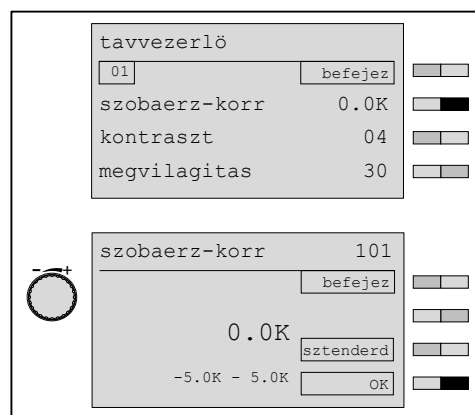 tavvezerlö
01 befejez
szobaerz-korr 0.0K
kontraszt 04
megvilagitas 30
szobaerz-korr 101
befejez
- +
0.0K
sztenderd
-5.0K - 5.0K OK